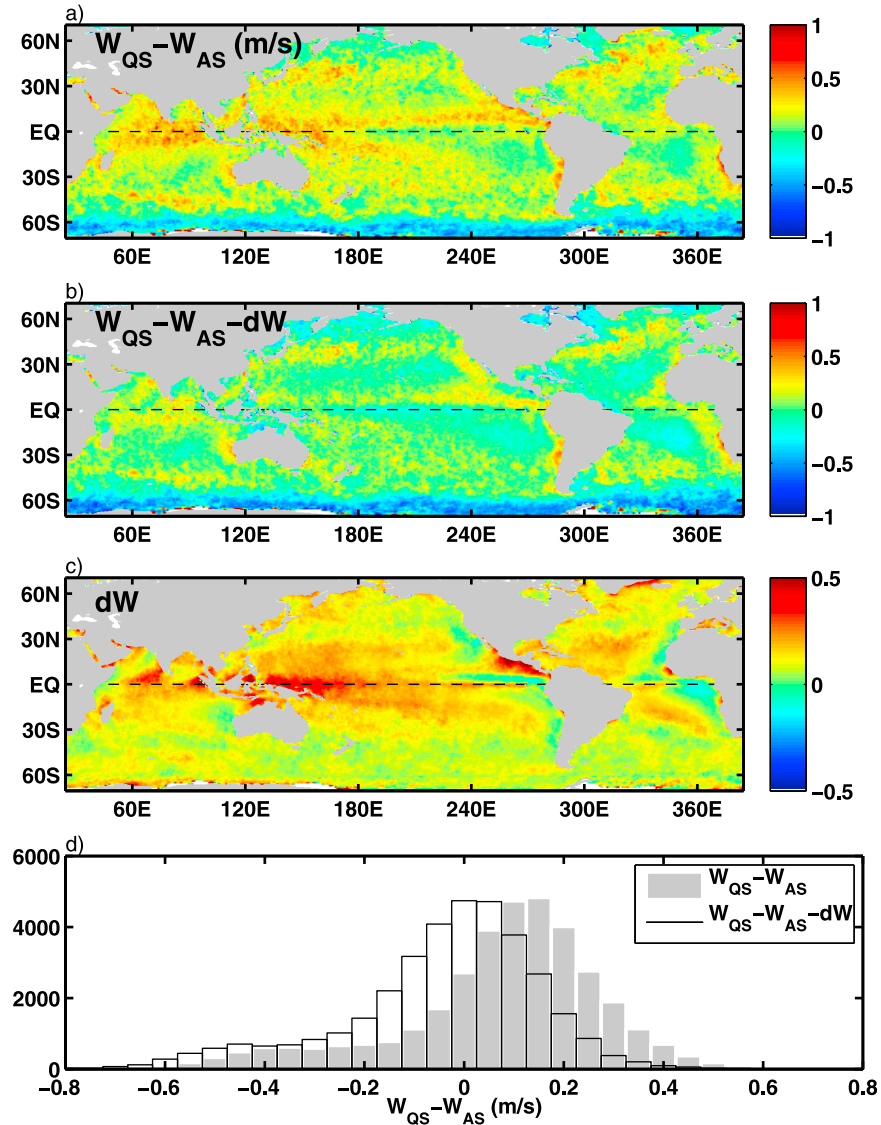 a)
W_QS−W_AS (m/s)
60N
30N
EQ
30S
60S
60E 120E 180E 240E 300E 360E
1
0.5
0
−0.5
−1
b)
W_QS−W_AS−dW
60N
30N
EQ
30S
60S
60E 120E 180E 240E 300E 360E
1
0.5
0
−0.5
−1
c)
dW
60N
30N
EQ
30S
60S
60E 120E 180E 240E 300E 360E
0.5
0
−0.5
d)
6000
4000
2000
0
W_QS−W_AS
W_QS−W_AS−dW
−0.8 −0.6 −0.4 −0.2 0 0.2 0.4 0.6 0.8
W_QS−W_AS (m/s)